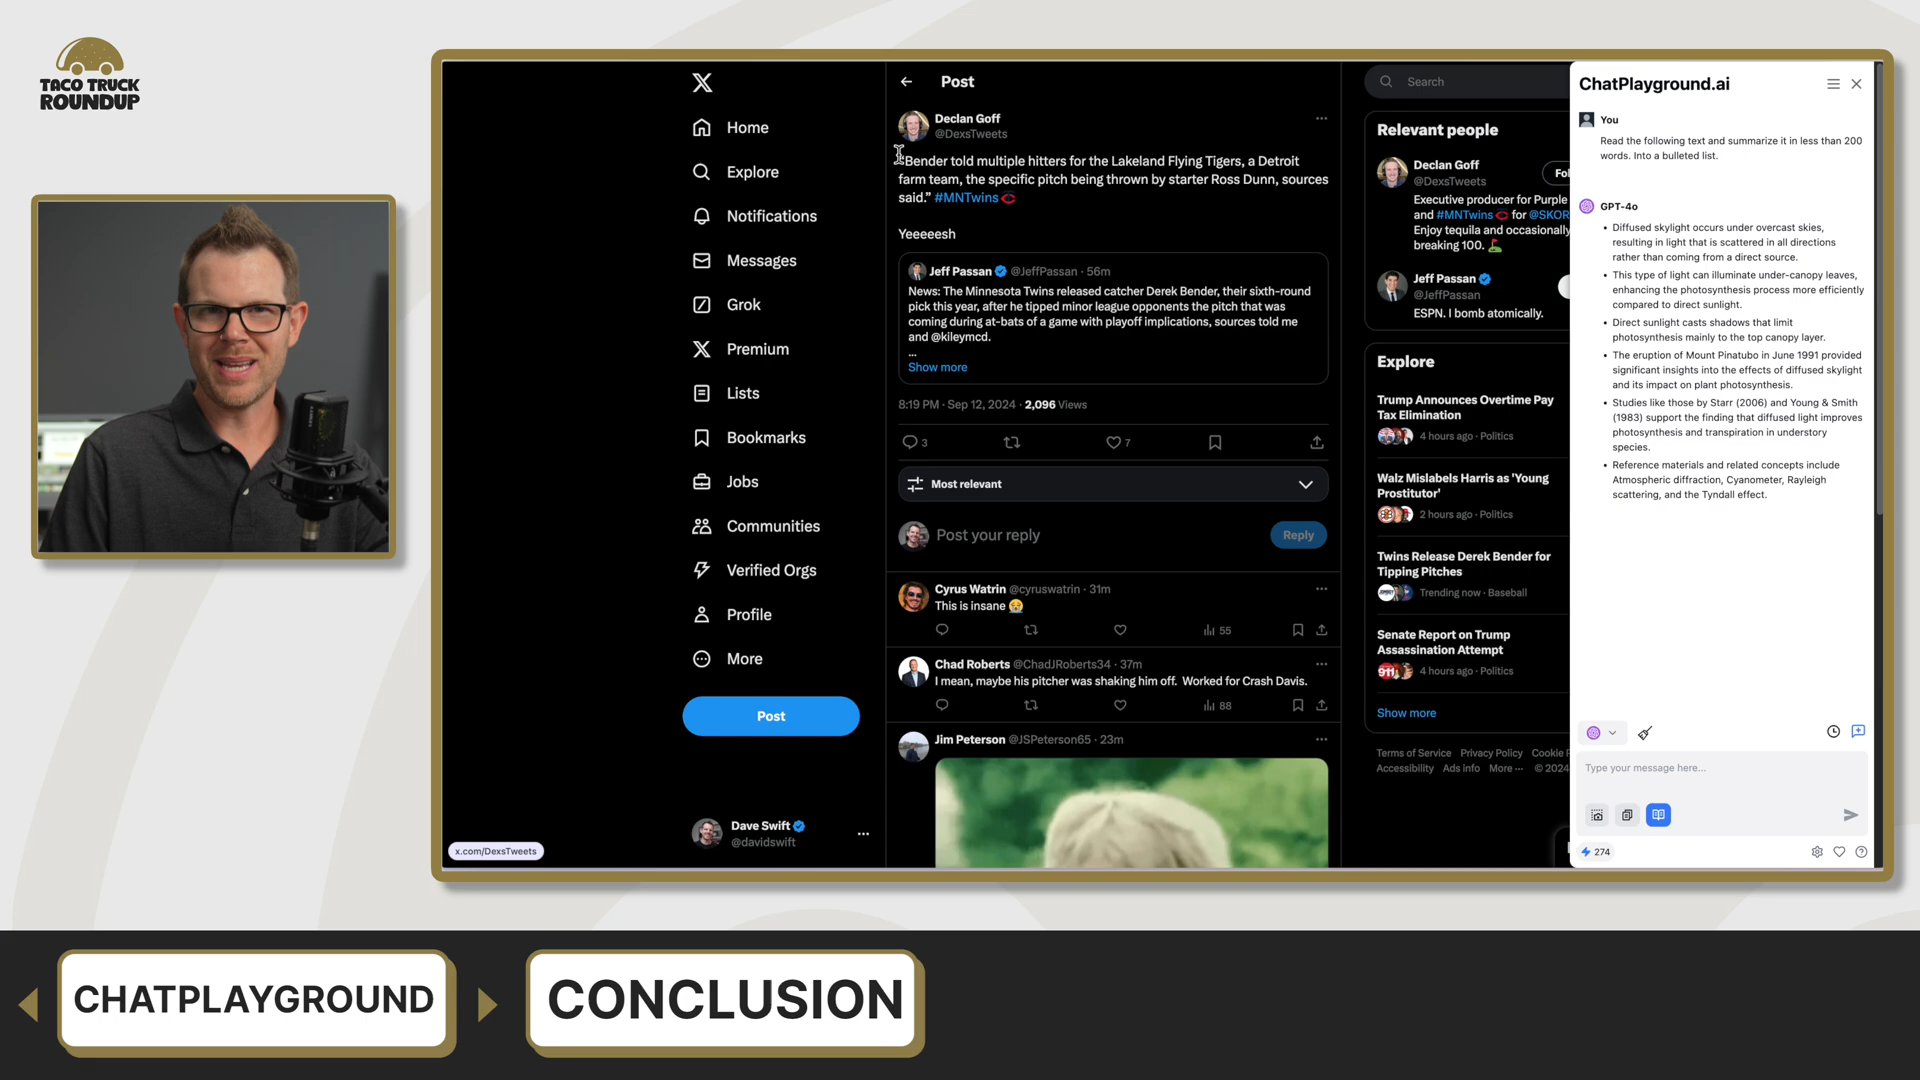 TACO TRUCK
ROUNDUP
Home
Explore
Notifications
Messages
Grok
Premium
Lists
Bookmarks
Jobs
Communities
Verified Orgs
Profile
More
Post
Dave Swift
@davidswift
x.com/DexsTweets
Post
Declan Goff
@DexsTweets
“Bender told multiple hitters for the Lakeland Flying Tigers, a Detroit
farm team, the specific pitch being thrown by starter Ross Dunn, sources
said.” #MNTwins
Yeeeeesh
Jeff Passan @JeffPassan · 56m
News: The Minnesota Twins released catcher Derek Bender, their sixth-round
pick this year, after he tipped minor league opponents the pitch that was
coming during at-bats of a game with playoff implications, sources told me
and @kileymcd.
...
Show more
8:19 PM · Sep 12, 2024 · 2,096 Views
3
7
Most relevant
Post your reply
Reply
Cyrus Watrin @cyruswatrin · 31m
This is insane 😭
55
Chad Roberts @ChadJRoberts34 · 37m
I mean, maybe his pitcher was shaking him off. Worked for Crash Davis.
88
Jim Peterson @JSPeterson65 · 23m
Search
Relevant people
Declan Goff
@DexsTweets
Fol
Executive producer for Purple
and #MNTwins for @SKOR
Enjoy tequila and occasionally
breaking 100.
Jeff Passan
@JeffPassan
ESPN. I bomb atomically.
Explore
Trump Announces Overtime Pay
Tax Elimination
4 hours ago · Politics
Walz Mislabels Harris as 'Young
Prostitutor'
2 hours ago · Politics
Twins Release Derek Bender for
Tipping Pitches
Trending now · Baseball
Senate Report on Trump
Assassination Attempt
911
4 hours ago · Politics
Show more
Terms of Service Privacy Policy Cookie P
Accessibility Ads info More ··· © 2024
ChatPlayground.ai
You
Read the following text and summarize it in less than 200
words. Into a bulleted list.
GPT-4o
• Diffused skylight occurs under overcast skies,
resulting in light that is scattered in all directions
rather than coming from a direct source.
• This type of light can illuminate under-canopy leaves,
enhancing the photosynthesis process more efficiently
compared to direct sunlight.
• Direct sunlight casts shadows that limit
photosynthesis mainly to the top canopy layer.
• The eruption of Mount Pinatubo in June 1991 provided
significant insights into the effects of diffused skylight
and its impact on plant photosynthesis.
• Studies like those by Starr (2006) and Young & Smith
(1983) support the finding that diffused light improves
photosynthesis and transpiration in understory
species.
• Reference materials and related concepts include
Atmospheric diffraction, Cyanometer, Rayleigh
scattering, and the Tyndall effect.
Type your message here...
274
CHATPLAYGROUND
CONCLUSION